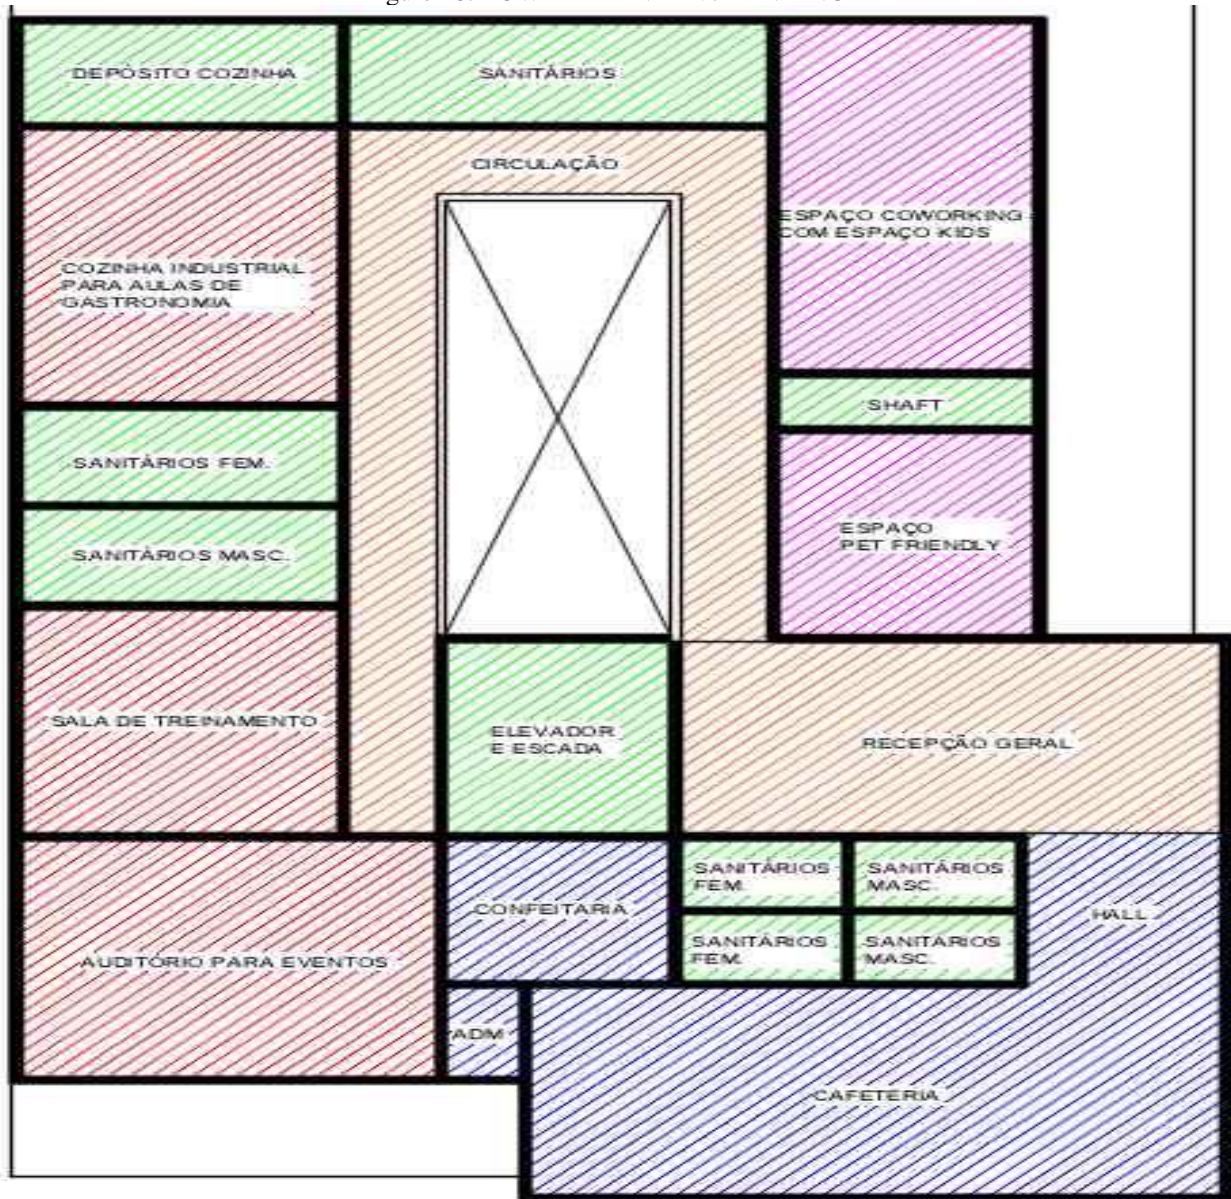 DEPÓSITO COZINHA
SANITÁRIOS
CIRCULAÇÃO
ESPAÇO COWORKING
COM ESPAÇO KIDS
COZINHA INDUSTRIAL
PARA AULAS DE
GASTRONOMIA
SHAFT
SANITÁRIOS FEM.
ESPAÇO
PET FRIENDLY
SANITÁRIOS MASC.
SALA DE TREINAMENTO
ELEVADOR
E ESCADA
RECEPÇÃO GERAL
SANITÁRIOS
FEM.
SANITÁRIOS
MASC.
CONFEITARIA
HALL
SANITÁRIOS
FEM.
SANITÁRIOS
MASC.
AUDITÓRIO PARA EVENTOS
ADM
CAFETERIA